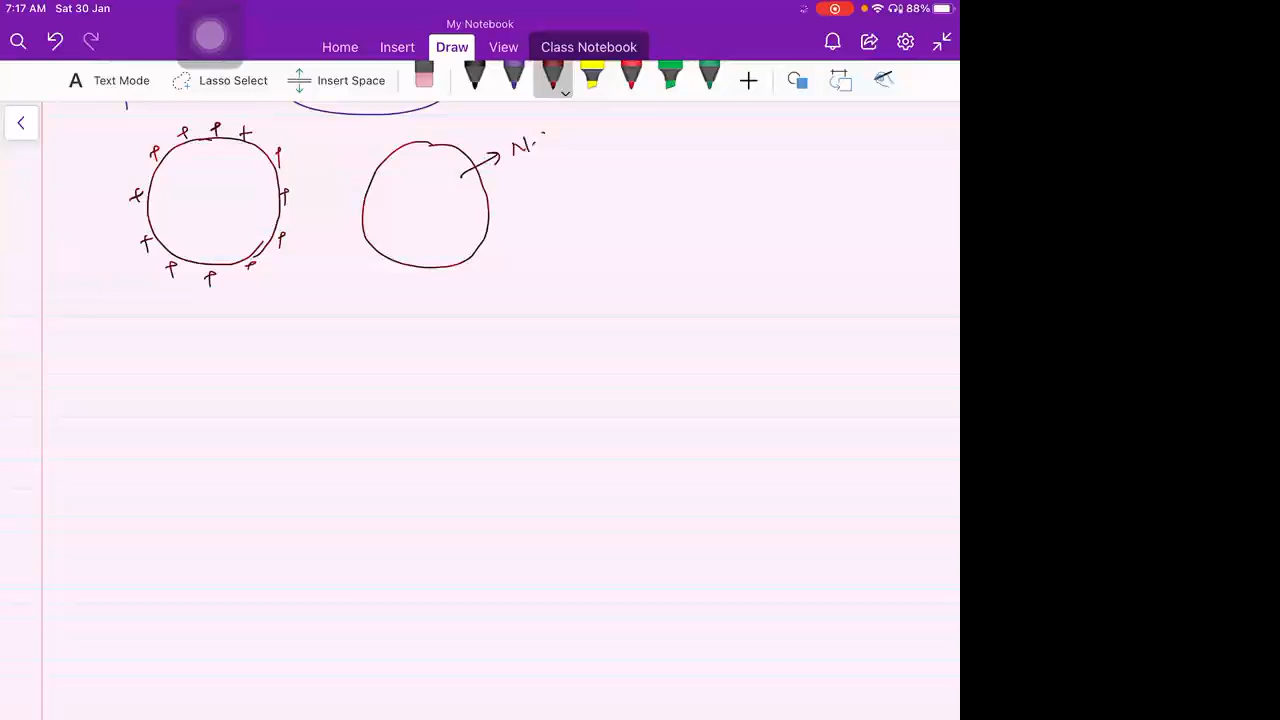 7:17 AM Sat 30 Jan
88%
My Notebook
Home Insert Draw View Class Notebook
A Text Mode Lasso Select Insert Space
+ + +
+ +
+ +
+ +
+ + +